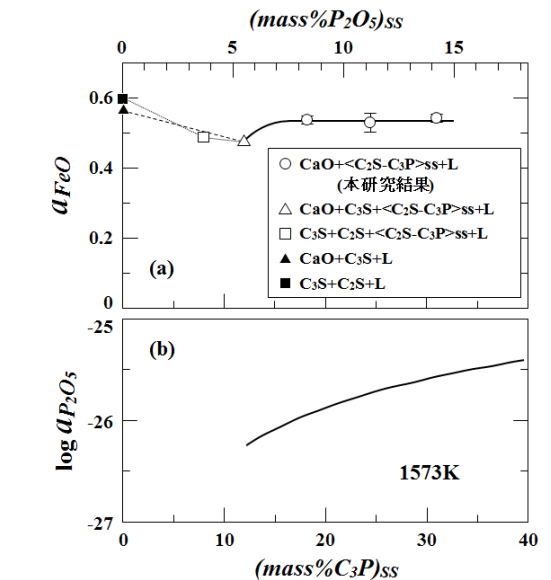 (mass%P₂O₅)SS
0 5 10 15
0.6
0.4
0.2
0
aFeO
CaO+<C₂S-C₃P>ss+L
(本研究結果)
CaO+C₃S+<C₂S-C₃P>ss+L
C₃S+C₂S+<C₂S-C₃P>ss+L
CaO+C₃S+L
C₃S+C₂S+L
(a)
-25
-26
-27
log aP₂O₅
(b)
1573K
0 10 20 30 40
(mass%C₃P)SS